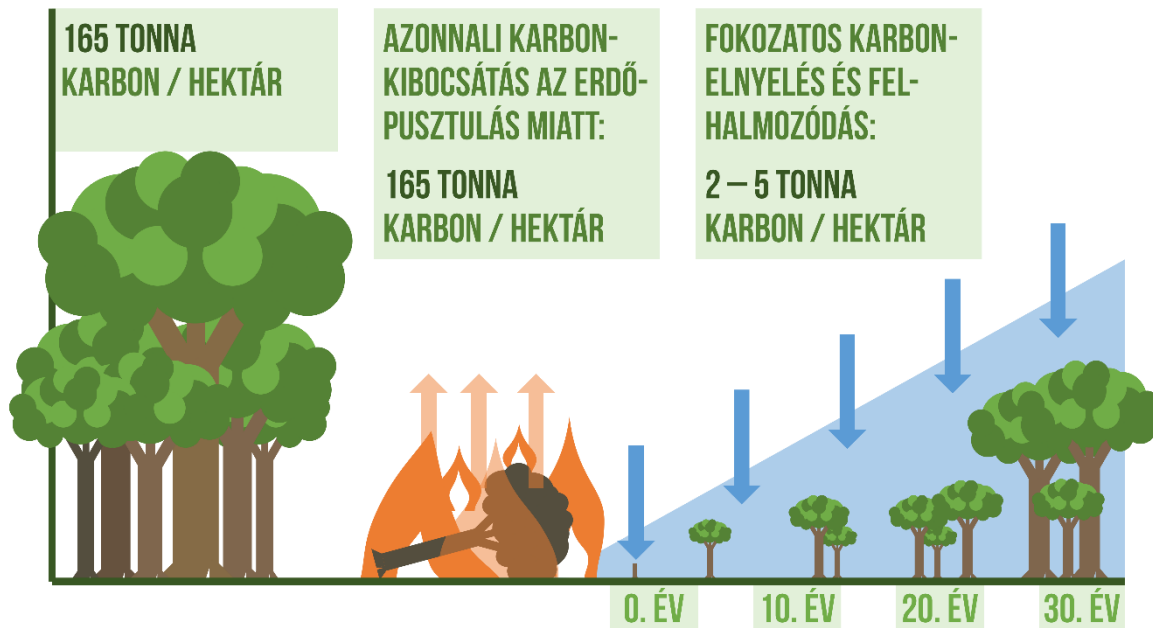 165 TONNA
KARBON / HEKTÁR
AZONNALI KARBON-
KIBOCSÁTÁS AZ ERDŐ-
PUSZTULÁS MIATT:
165 TONNA
KARBON / HEKTÁR
FOKOZATOS KARBON-
ELNYELÉS ÉS FEL-
HALMOZÓDÁS:
2 – 5 TONNA
KARBON / HEKTÁR
0. ÉV
10. ÉV
20. ÉV
30. ÉV